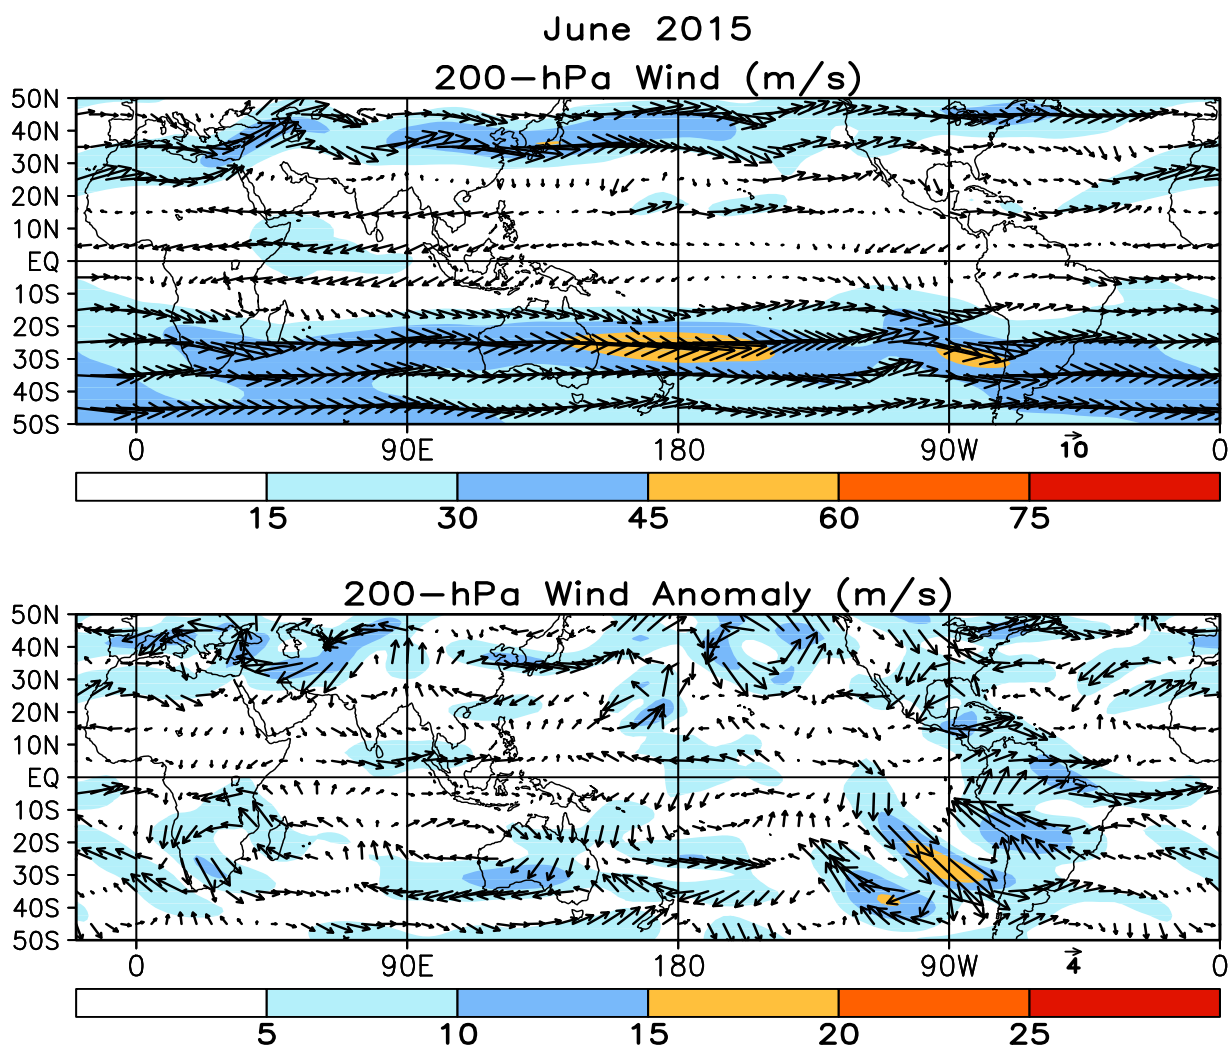 June 2015
200-hPa Wind (m/s)
50N
40N
30N
20N
10N
EQ
10S
20S
30S
40S
50S
0 90E 180 90W 10 0
15 30 45 60 75
200-hPa Wind Anomaly (m/s)
50N
40N
30N
20N
10N
EQ
10S
20S
30S
40S
50S
0 90E 180 90W 4 0
5 10 15 20 25